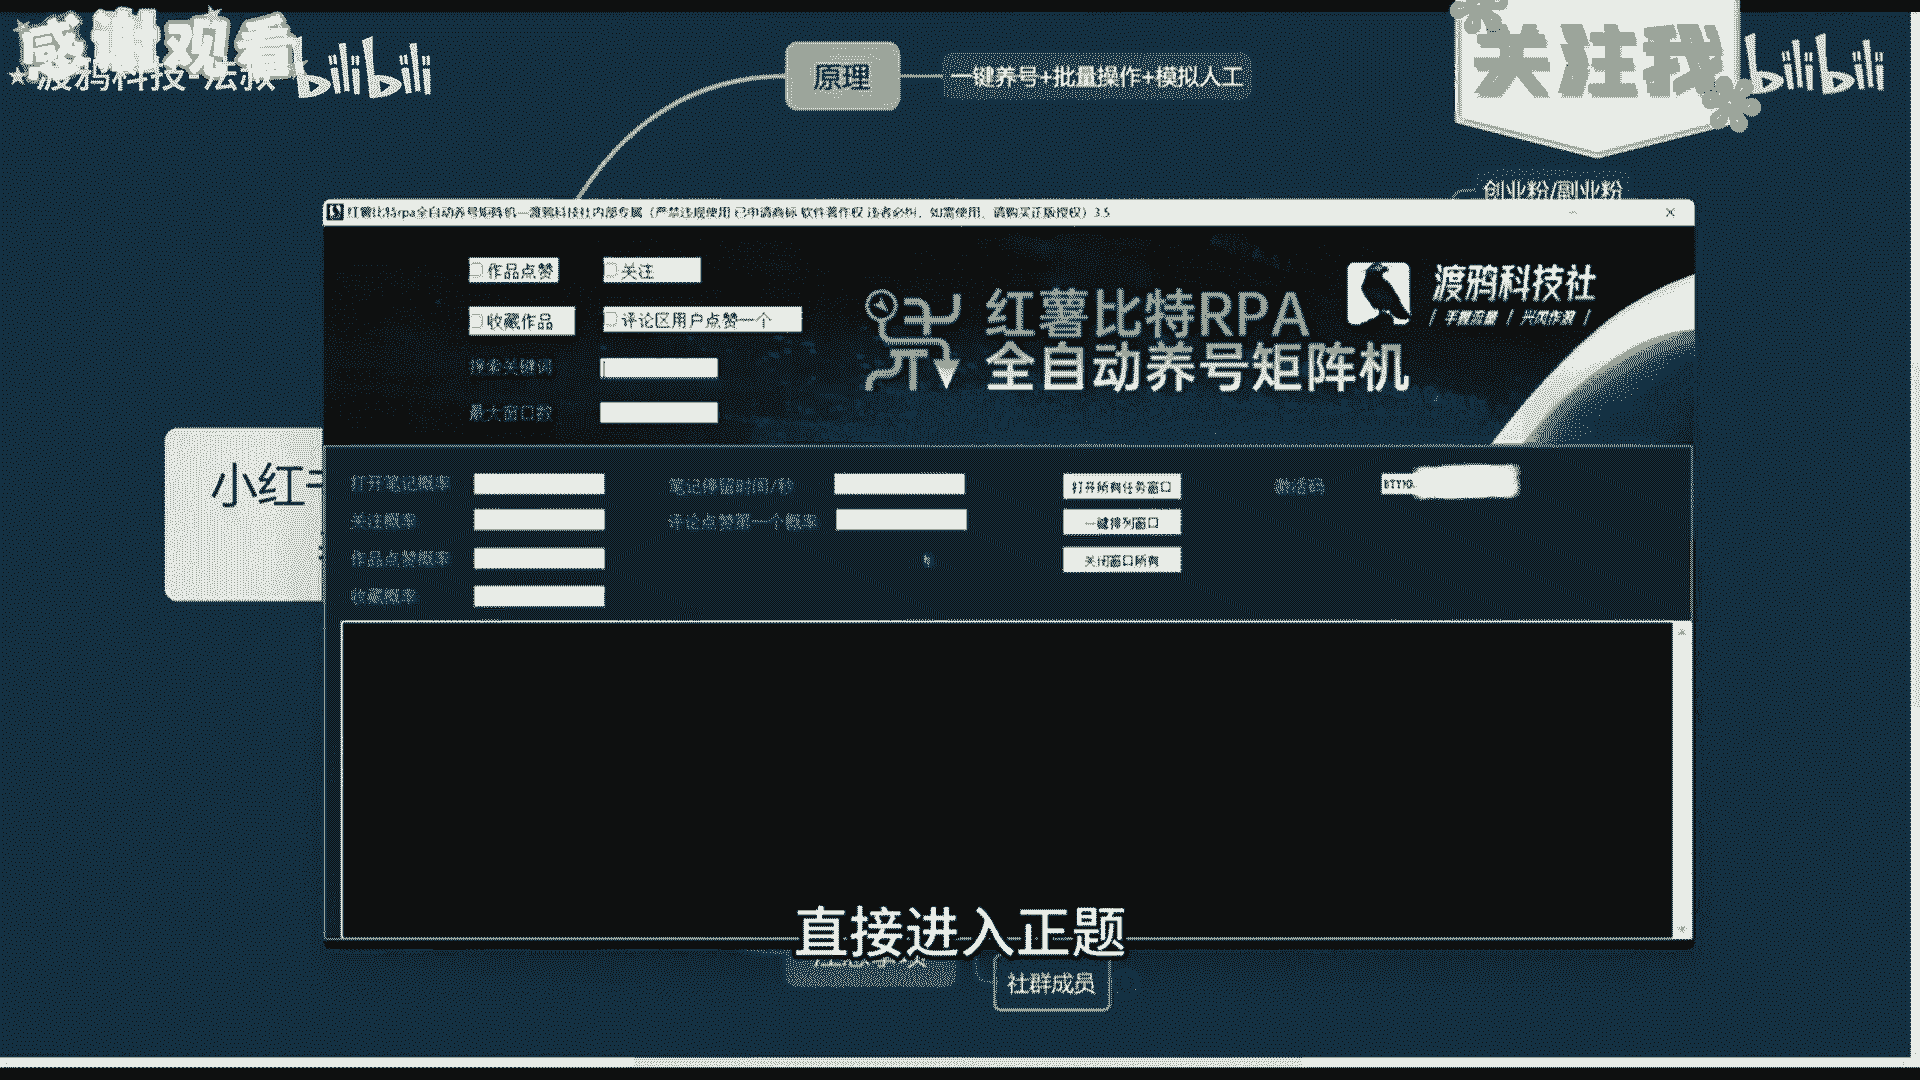 感谢观看
渡鸦科技-法叔
bilibili
关注我
bilibili
原理
一键养号+批量操作+模拟人工
创业粉/副业粉
红薯比特rpa全自动养号矩阵机—渡鸦科技社内部专属（严禁违规使用 已申请商标 软件著作权 违者必纠，如需使用，请购买正版授权）3.5
作品点赞
关注
收藏作品
评论区用户点赞一个
搜索关键词
最大窗口数
红薯比特RPA
全自动养号矩阵机
渡鸦科技社
/ 手握流量 / 兴风作浪 /
小红书
打开笔记概率
笔记停留时间/秒
打开所有任务窗口
激活码
关注概率
评论点赞第一个概率
一键排列窗口
作品点赞概率
关闭窗口所有
收藏概率
直接进入正题
注意事项
社群成员